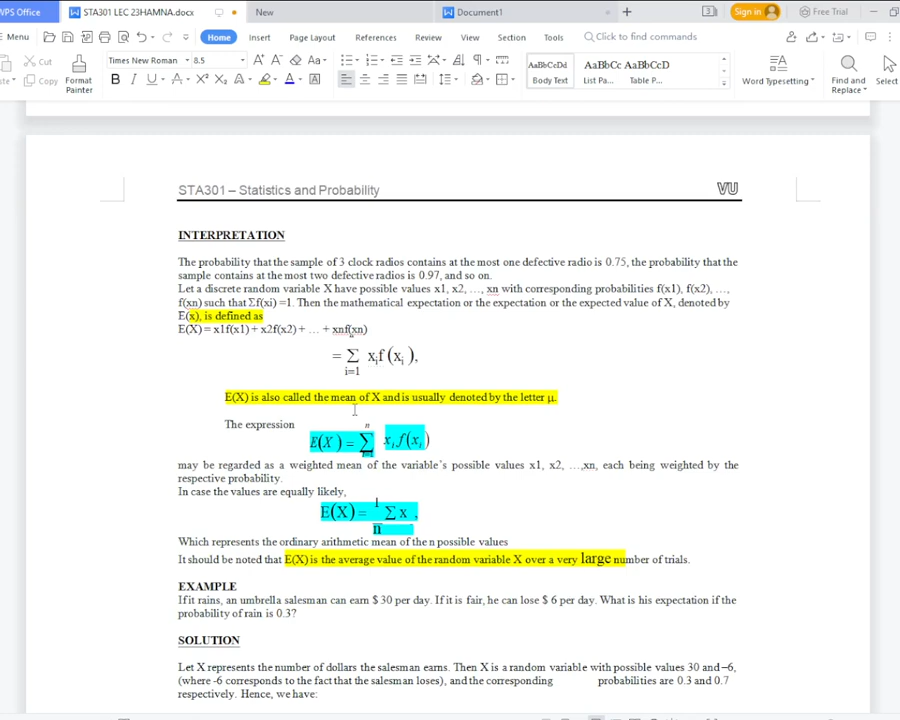 WPS Office STA301 LEC 23HAMNA.docx New Document1 + 3 Sign in Free Trial
Menu Home Insert Page Layout References Review View Section Tools Click to find commands
Cut Copy Format Painter Times New Roman 8.5 AaBbCcDd Body Text AaBbCc List Pa... AaBbCcD Table P... Word Typesetting Find and Replace Select
STA301 – Statistics and Probability VU
INTERPRETATION
The probability that the sample of 3 clock radios contains at the most one defective radio is 0.75, the probability that the
sample contains at the most two defective radios is 0.97, and so on.
Let a discrete random variable X have possible values x1, x2, …, xn with corresponding probabilities f(x1), f(x2), …,
f(xn) such that Σf(xi) =1. Then the mathematical expectation or the expectation or the expected value of X, denoted by
E(x), is defined as
E(X) = x1f(x1) + x2f(x2) + … + xnf(xn)
n
= Σ xᵢf (xᵢ ),
i=1
E(X) is also called the mean of X and is usually denoted by the letter μ.
The expression
n
E(X ) = Σ xᵢ f(xᵢ )
i=1
may be regarded as a weighted mean of the variable's possible values x1, x2, …,xn, each being weighted by the
respective probability.
In case the values are equally likely,
1
E(X) = Σ x ,
n
Which represents the ordinary arithmetic mean of the n possible values
It should be noted that E(X) is the average value of the random variable X over a very large number of trials.
EXAMPLE
If it rains, an umbrella salesman can earn $ 30 per day. If it is fair, he can lose $ 6 per day. What is his expectation if the
probability of rain is 0.3?
SOLUTION
Let X represents the number of dollars the salesman earns. Then X is a random variable with possible values 30 and –6,
(where -6 corresponds to the fact that the salesman loses), and the corresponding probabilities are 0.3 and 0.7
respectively. Hence, we have: